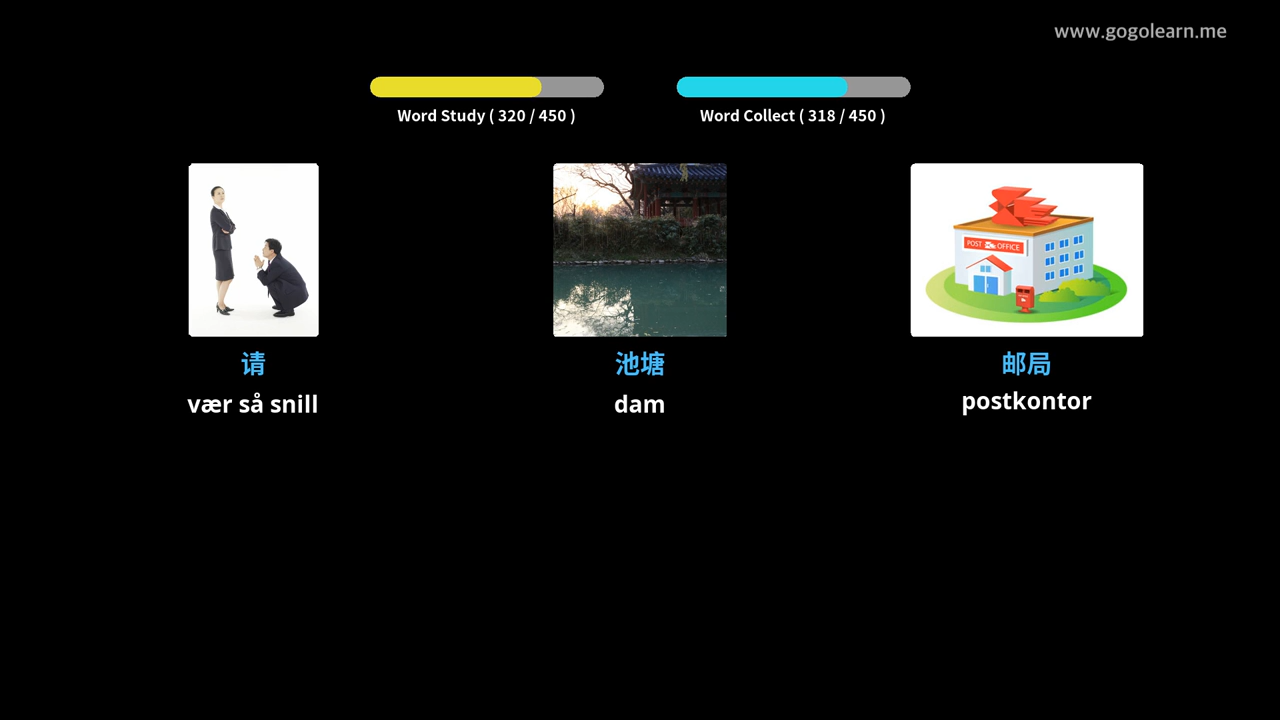 www.gogolearn.me
Word Study ( 320 / 450 )
Word Collect ( 318 / 450 )
POST OFFICE
请
池塘
邮局
vær så snill
dam
postkontor